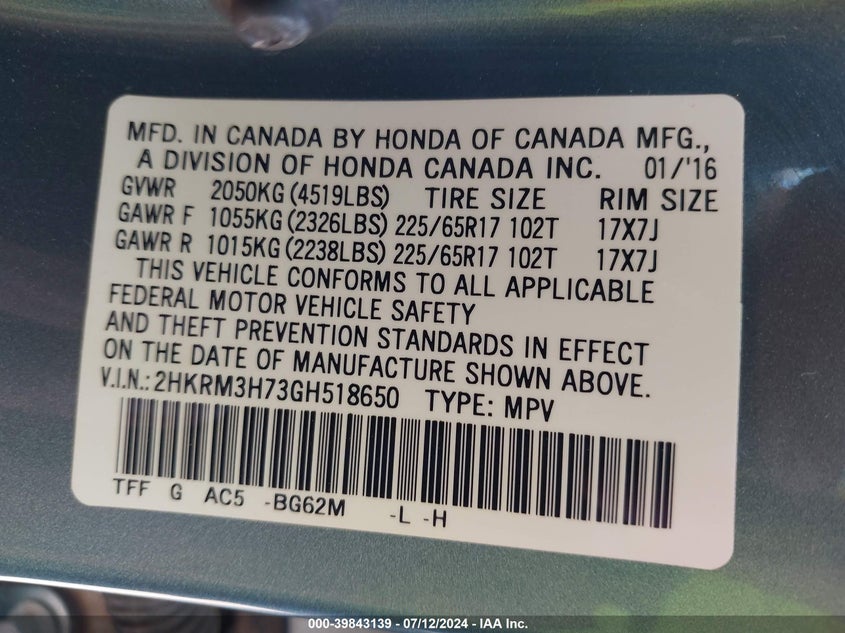 MFD. IN CANADA BY HONDA OF CANADA MFG.,
A DIVISION OF HONDA CANADA INC. 01/'16
GVWR 2050KG (4519LBS) TIRE SIZE RIM SIZE
GAWR F 1055KG (2326LBS) 225/65R17 102T 17X7J
GAWR R 1015KG (2238LBS) 225/65R17 102T 17X7J
THIS VEHICLE CONFORMS TO ALL APPLICABLE
FEDERAL MOTOR VEHICLE SAFETY
AND THEFT PREVENTION STANDARDS IN EFFECT
ON THE DATE OF MANUFACTURE SHOWN ABOVE.
V.I.N.: 2HKRM3H73GH518650 TYPE: MPV
TFF G AC5 -BG62M -L -H
000-39843139 - 07/12/2024 - IAA Inc.